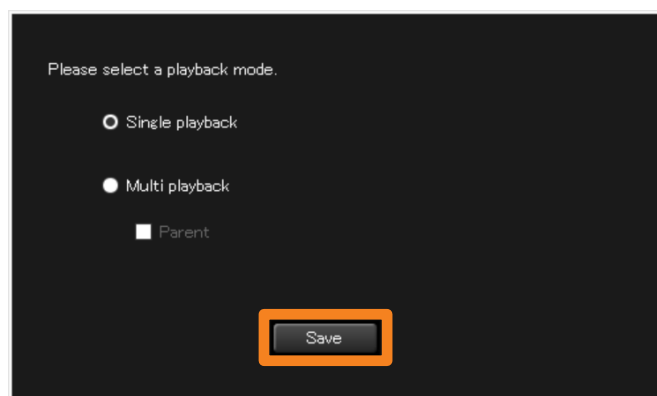 Please select a playback mode.
Single playback
Multi playback
Parent
Save